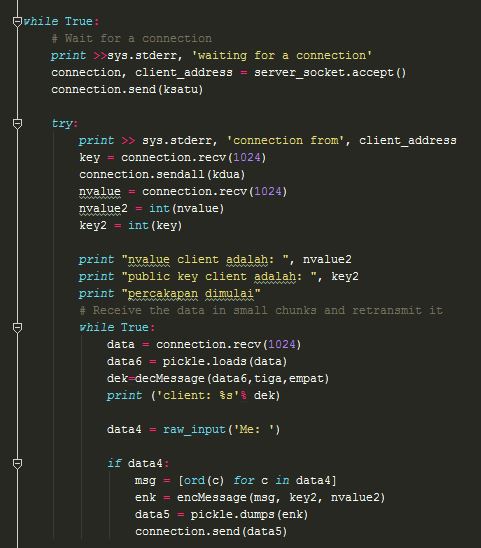 while True:
    # Wait for a connection
    print >>sys.stderr, 'waiting for a connection'
    connection, client_address = server_socket.accept()
    connection.send(ksatu)

    try:
        print >> sys.stderr, 'connection from', client_address
        key = connection.recv(1024)
        connection.sendall(kdua)
        nvalue = connection.recv(1024)
        nvalue2 = int(nvalue)
        key2 = int(key)

        print "nvalue client adalah: ", nvalue2
        print "public key client adalah: ", key2
        print "percakapan dimulai"
        # Receive the data in small chunks and retransmit it
        while True:
            data = connection.recv(1024)
            data6 = pickle.loads(data)
            dek=decMessage(data6,tiga,empat)
            print ('client: %s'% dek)

            data4 = raw_input('Me: ')

            if data4:
                msg = [ord(c) for c in data4]
                enk = encMessage(msg, key2, nvalue2)
                data5 = pickle.dumps(enk)
                connection.send(data5)